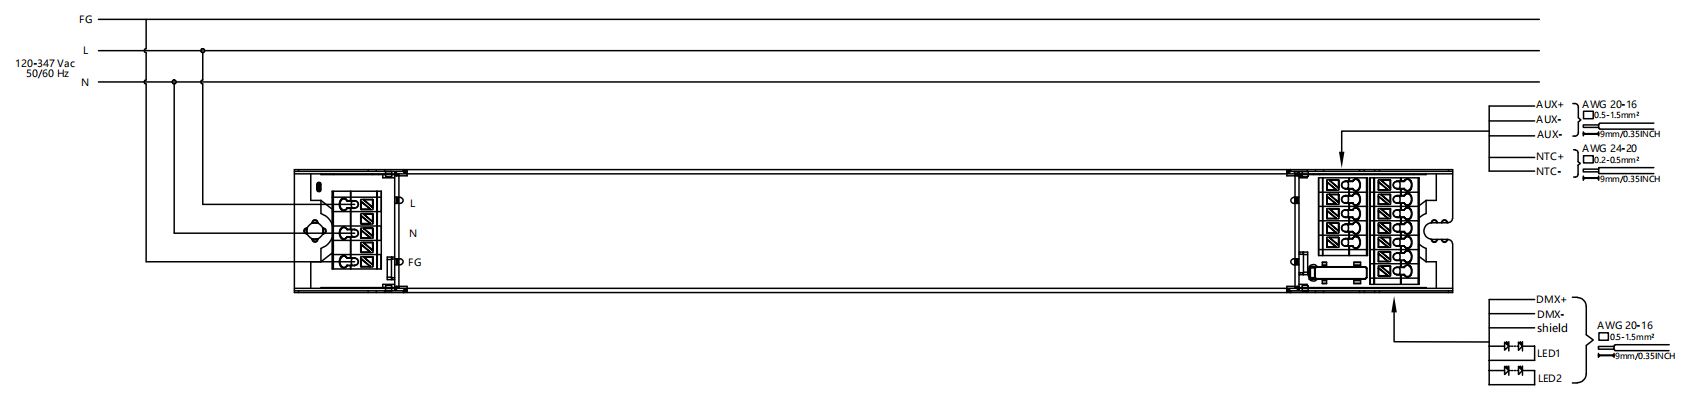 FG
L
120-347 Vac
50/60 Hz
N
L
N
FG
AUX+
AUX-
AUX-
AWG 20-16
0.5-1.5mm²
9mm/0.35INCH
NTC+
NTC-
AWG 24-20
0.2-0.5mm²
9mm/0.35INCH
DMX+
DMX-
shield
LED1
LED2
AWG 20-16
0.5-1.5mm²
9mm/0.35INCH